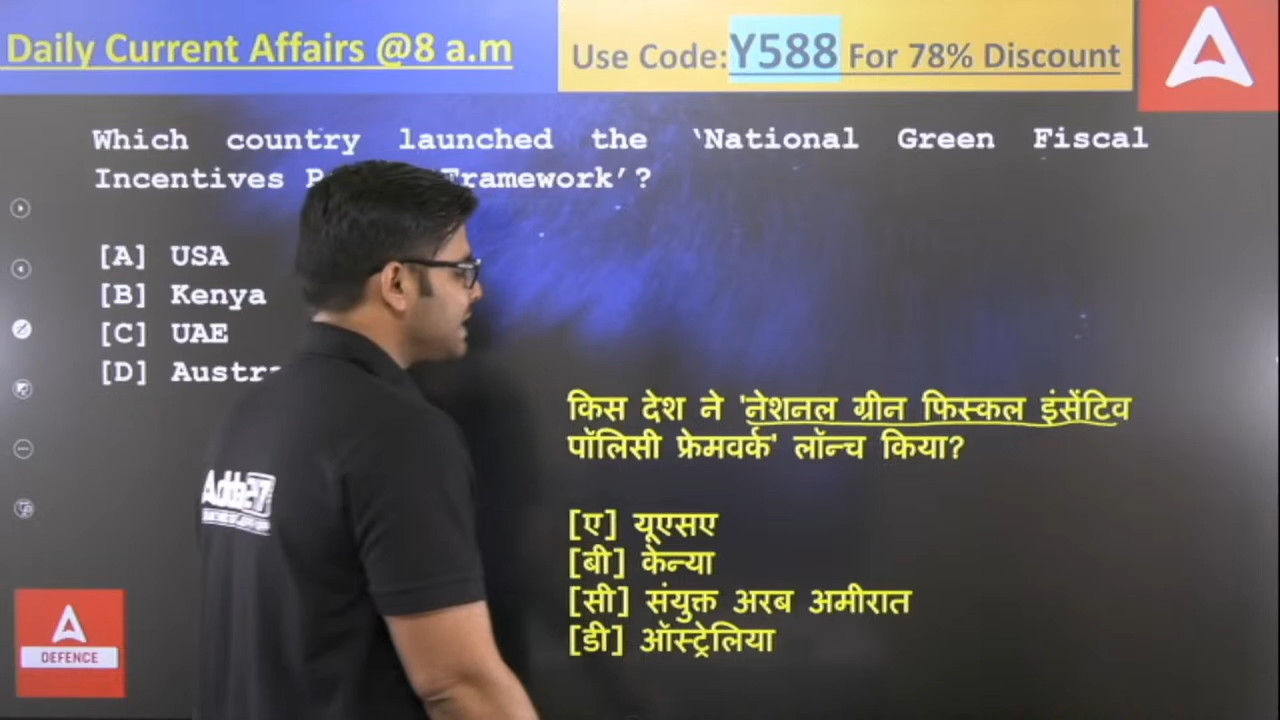 Daily Current Affairs @8 a.m
Use Code:Y588 For 78% Discount
Which country launched the ‘National Green Fiscal
Incentives Framework’?
[A] USA
[B] Kenya
[C] UAE
[D]
किस देश ने 'नेशनल ग्रीन फिस्कल इंसेंटिव
पॉलिसी फ्रेमवर्क' लॉन्च किया?
[ए] यूएसए
[बी] केन्या
[सी] संयुक्त अरब अमीरात
[डी] ऑस्ट्रेलिया
DEFENCE